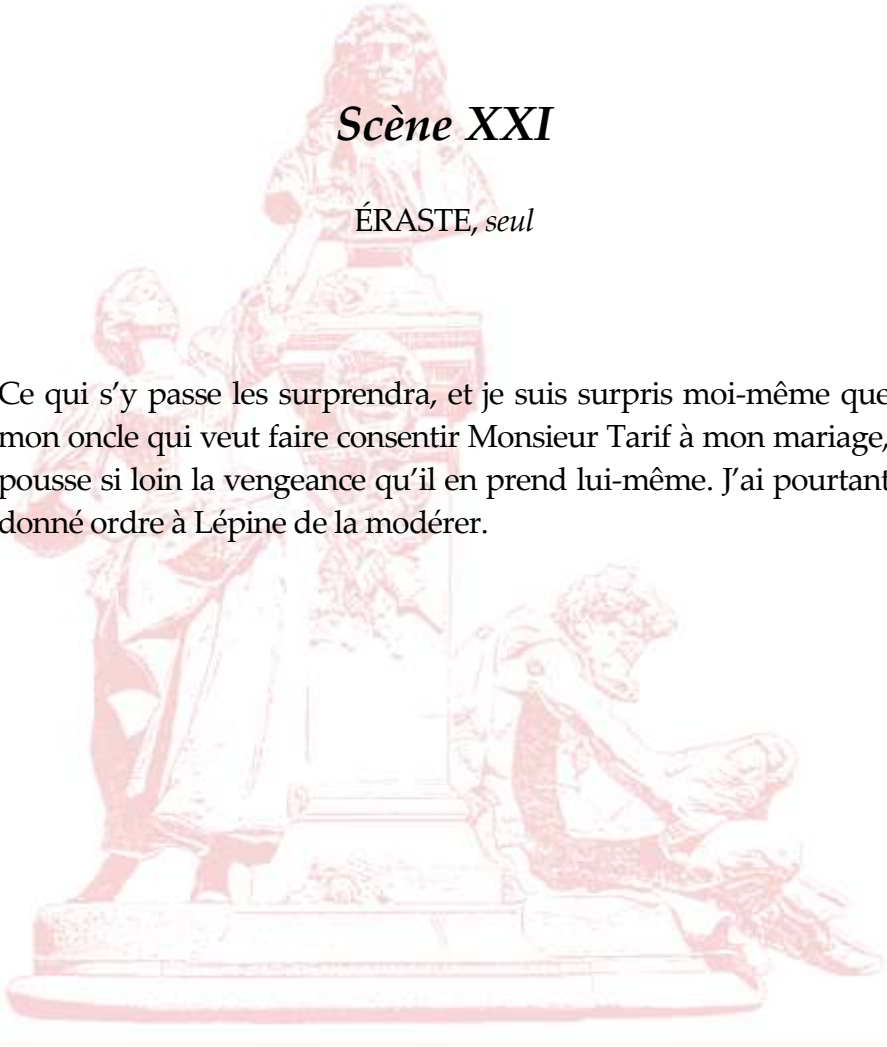 Scène XXI
ÉRASTE, seul
Ce qui s’y passe les surprendra, et je suis surpris moi-même que
mon oncle qui veut faire consentir Monsieur Tarif à mon mariage,
pousse si loin la vengeance qu’il en prend lui-même. J’ai pourtant
donné ordre à Lépine de la modérer.